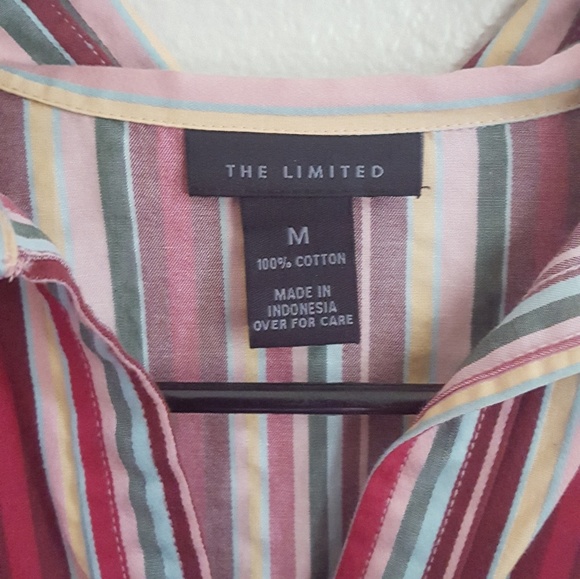 THE LIMITED
M
100% COTTON
MADE IN
INDONESIA
OVER FOR CARE